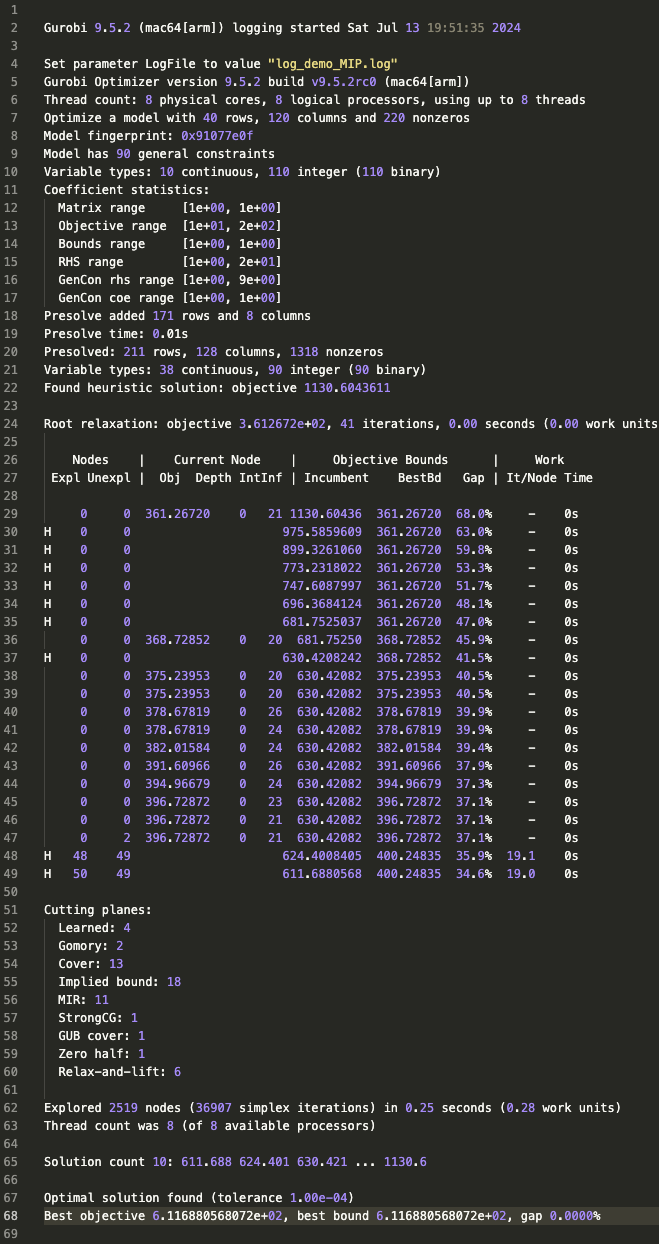 1
2 Gurobi 9.5.2 (mac64[arm]) logging started Sat Jul 13 19:51:35 2024
3
4 Set parameter LogFile to value "log_demo_MIP.log"
5 Gurobi Optimizer version 9.5.2 build v9.5.2rc0 (mac64[arm])
6 Thread count: 8 physical cores, 8 logical processors, using up to 8 threads
7 Optimize a model with 40 rows, 120 columns and 220 nonzeros
8 Model fingerprint: 0x91077e0f
9 Model has 90 general constraints
10 Variable types: 10 continuous, 110 integer (110 binary)
11 Coefficient statistics:
12   Matrix range     [1e+00, 1e+00]
13   Objective range  [1e+01, 2e+02]
14   Bounds range     [1e+00, 1e+00]
15   RHS range        [1e+00, 2e+01]
16   GenCon rhs range [1e+00, 9e+00]
17   GenCon coe range [1e+00, 1e+00]
18 Presolve added 171 rows and 8 columns
19 Presolve time: 0.01s
20 Presolved: 211 rows, 128 columns, 1318 nonzeros
21 Variable types: 38 continuous, 90 integer (90 binary)
22 Found heuristic solution: objective 1130.6043611
23
24 Root relaxation: objective 3.612672e+02, 41 iterations, 0.00 seconds (0.00 work units
25
26     Nodes    |    Current Node    |     Objective Bounds      |     Work
27  Expl Unexpl |  Obj  Depth IntInf | Incumbent    BestBd   Gap | It/Node Time
28
29      0     0  361.26720    0   21 1130.60436  361.26720  68.0%     -    0s
30 H    0     0                      975.5859609  361.26720  63.0%     -    0s
31 H    0     0                      899.3261060  361.26720  59.8%     -    0s
32 H    0     0                      773.2318022  361.26720  53.3%     -    0s
33 H    0     0                      747.6087997  361.26720  51.7%     -    0s
34 H    0     0                      696.3684124  361.26720  48.1%     -    0s
35 H    0     0                      681.7525037  361.26720  47.0%     -    0s
36      0     0  368.72852    0   20  681.75250  368.72852  45.9%     -    0s
37 H    0     0                      630.4208242  368.72852  41.5%     -    0s
38      0     0  375.23953    0   20  630.42082  375.23953  40.5%     -    0s
39      0     0  375.23953    0   20  630.42082  375.23953  40.5%     -    0s
40      0     0  378.67819    0   26  630.42082  378.67819  39.9%     -    0s
41      0     0  378.67819    0   24  630.42082  378.67819  39.9%     -    0s
42      0     0  382.01584    0   24  630.42082  382.01584  39.4%     -    0s
43      0     0  391.60966    0   26  630.42082  391.60966  37.9%     -    0s
44      0     0  394.96679    0   24  630.42082  394.96679  37.3%     -    0s
45      0     0  396.72872    0   23  630.42082  396.72872  37.1%     -    0s
46      0     0  396.72872    0   21  630.42082  396.72872  37.1%     -    0s
47      0     2  396.72872    0   21  630.42082  396.72872  37.1%     -    0s
48 H   48    49                      624.4008405  400.24835  35.9%  19.1    0s
49 H   50    49                      611.6880568  400.24835  34.6%  19.0    0s
50
51 Cutting planes:
52   Learned: 4
53   Gomory: 2
54   Cover: 13
55   Implied bound: 18
56   MIR: 11
57   StrongCG: 1
58   GUB cover: 1
59   Zero half: 1
60   Relax-and-lift: 6
61
62 Explored 2519 nodes (36907 simplex iterations) in 0.25 seconds (0.28 work units)
63 Thread count was 8 (of 8 available processors)
64
65 Solution count 10: 611.688 624.401 630.421 ... 1130.6
66
67 Optimal solution found (tolerance 1.00e-04)
68 Best objective 6.116880568072e+02, best bound 6.116880568072e+02, gap 0.0000%
69